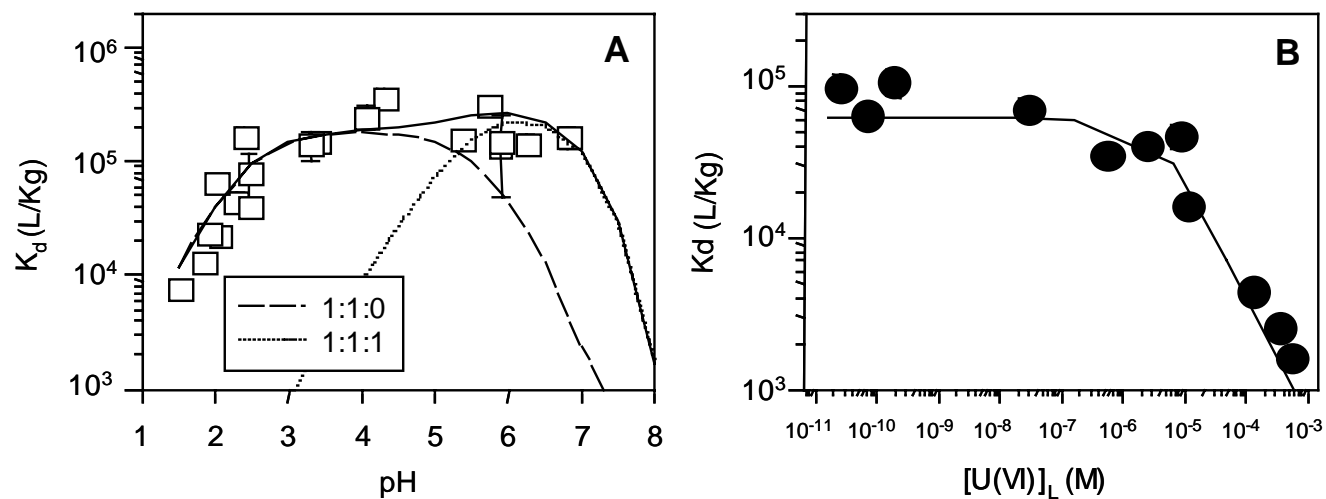 A
10^6
10^5
10^4
10^3
K_d (L/Kg)
1:1:0
1:1:1
1 2 3 4 5 6 7 8
pH
B
10^5
10^4
10^3
Kd (L/Kg)
10^-11 10^-10 10^-9 10^-8 10^-7 10^-6 10^-5 10^-4 10^-3
[U(VI)]_L (M)